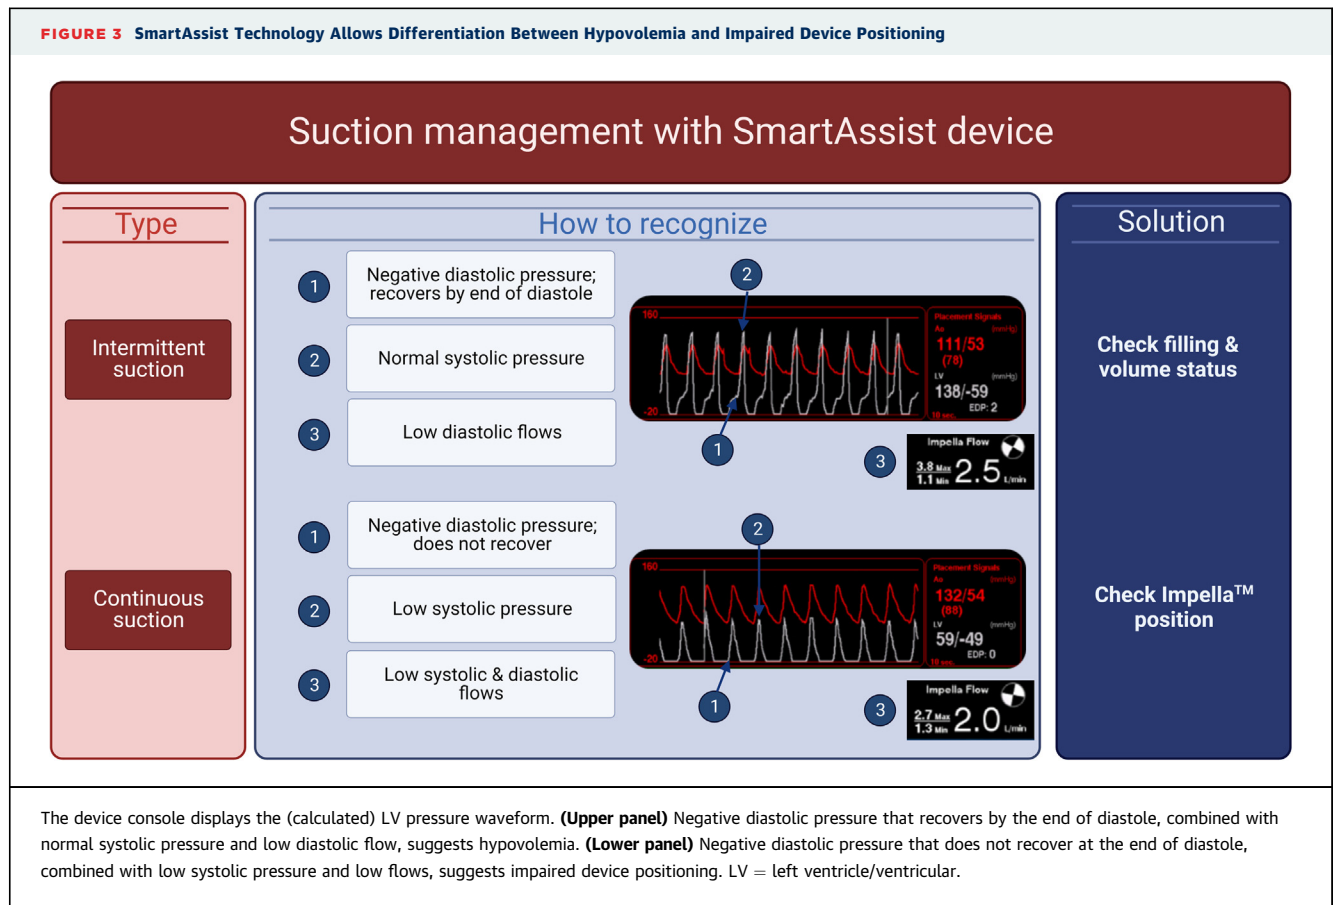 FIGURE 3 SmartAssist Technology Allows Differentiation Between Hypovolemia and Impaired Device Positioning
Suction management with SmartAssist device
Type
How to recognize
Solution
Intermittent
suction
1
Negative diastolic pressure;
recovers by end of diastole
2
Normal systolic pressure
3
Low diastolic flows
2
160
-20
10 sec.
Placement Signals
Ao (mmHg)
111/53
(78)
LV (mmHg)
138/-59
EDP: 2
1
3
Impella Flow
3.8 Max
1.1 Min
2.5 L/min
Check filling &
volume status
Continuous
suction
1
Negative diastolic pressure;
does not recover
2
Low systolic pressure
3
Low systolic & diastolic
flows
2
160
-20
10 sec.
Placement Signals
Ao (mmHg)
132/54
(88)
LV (mmHg)
59/-49
EDP: 0
1
3
Impella Flow
2.7 Max
1.3 Min
2.0 L/min
Check Impella™
position
The device console displays the (calculated) LV pressure waveform. (Upper panel) Negative diastolic pressure that recovers by the end of diastole, combined with
normal systolic pressure and low diastolic flow, suggests hypovolemia. (Lower panel) Negative diastolic pressure that does not recover at the end of diastole,
combined with low systolic pressure and low flows, suggests impaired device positioning. LV = left ventricle/ventricular.